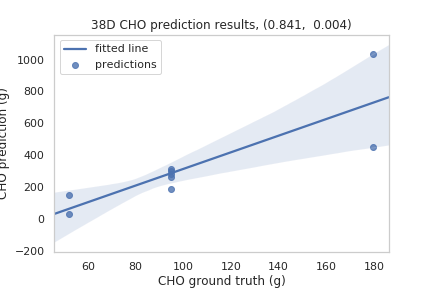 38D CHO prediction results, (0.841, 0.004)
fitted line
predictions
CHO prediction (g)
1000
800
600
400
200
0
−200
60 80 100 120 140 160 180
CHO ground truth (g)